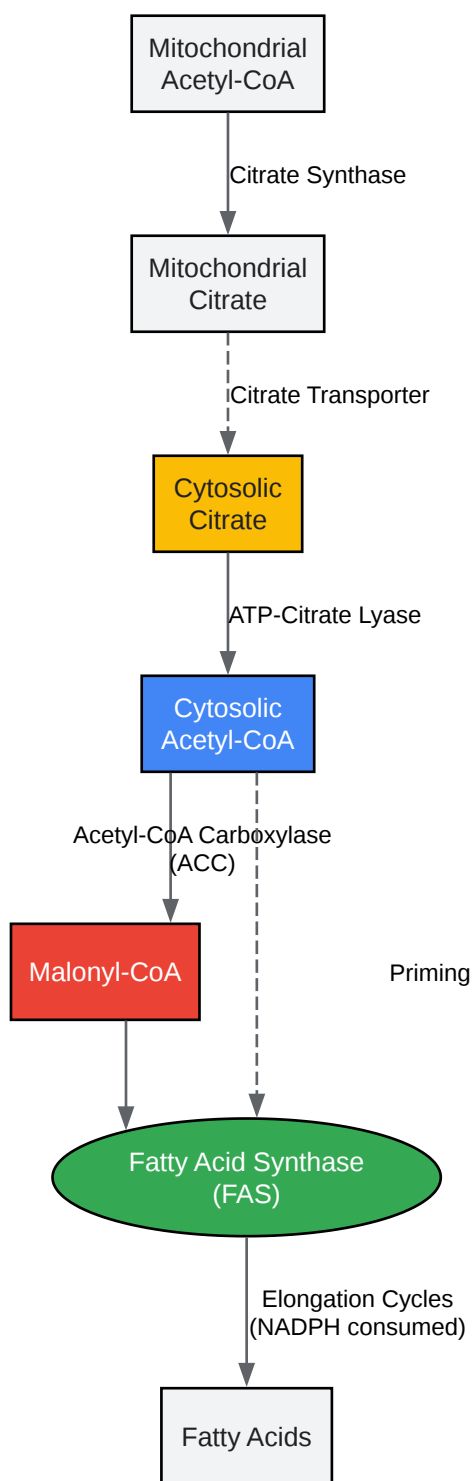 Mitochondrial
Acetyl-CoA
Citrate Synthase
Mitochondrial
Citrate
Citrate Transporter
Cytosolic
Citrate
ATP-Citrate Lyase
Cytosolic
Acetyl-CoA
Acetyl-CoA Carboxylase
(ACC)
Malonyl-CoA
Priming
Fatty Acid Synthase
(FAS)
Elongation Cycles
(NADPH consumed)
Fatty Acids